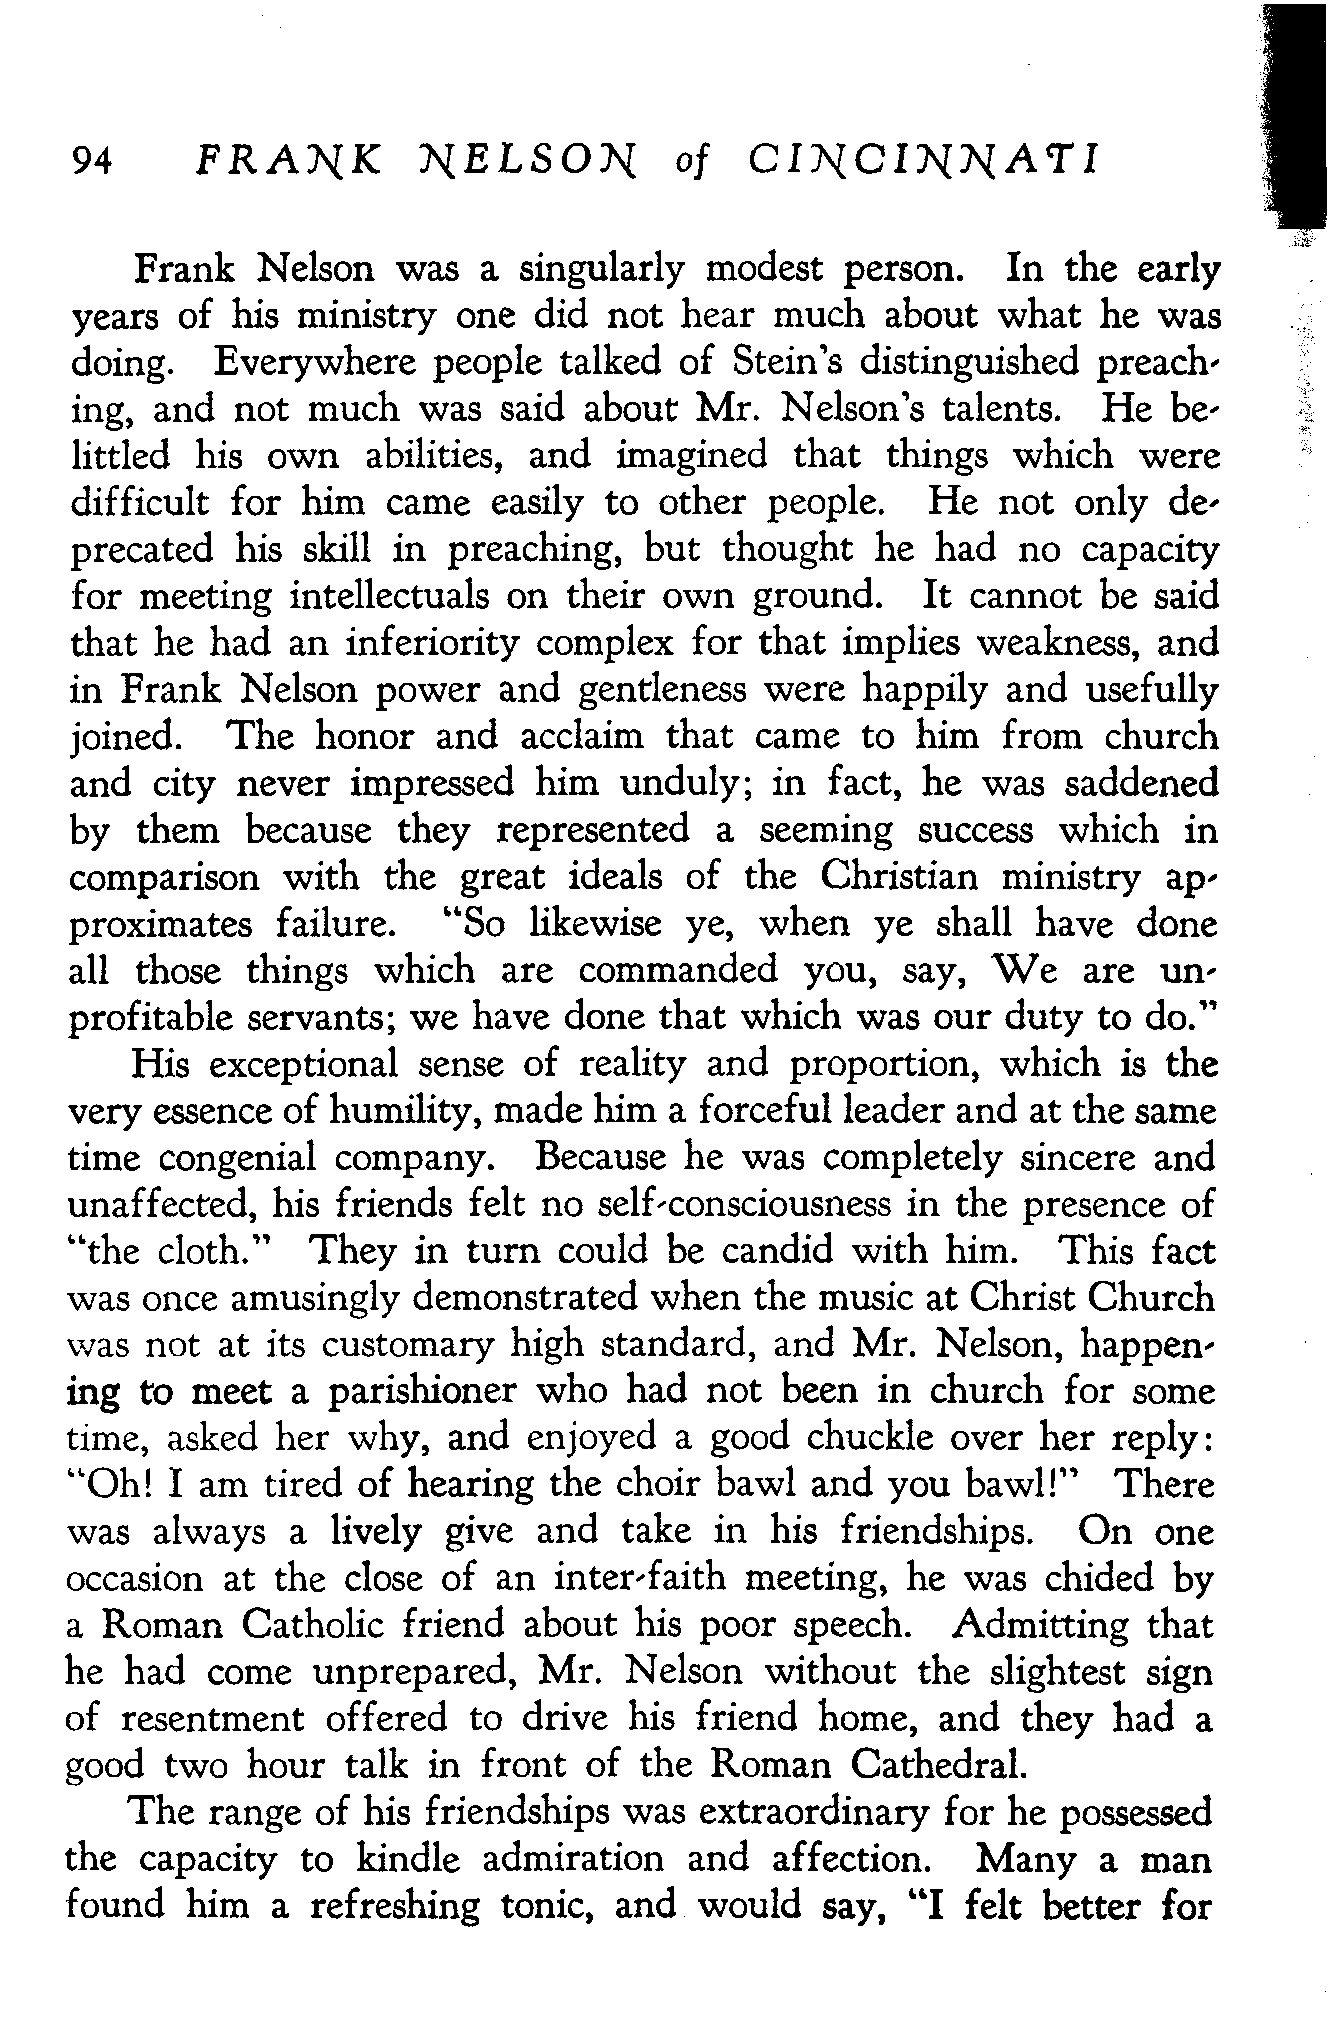 94 FRANK NELSON of CINCINNATI
Frank Nelson was a singularly modest person. In the early
years of his ministry one did not hear much about what he was
doing. Everywhere people talked of Stein's distinguished preach-
ing, and not much was said about Mr. Nelson's talents. He be-
littled his own abilities, and imagined that things which were
difficult for him came easily to other people. He not only de-
precated his skill in preaching, but thought he had no capacity
for meeting intellectuals on their own ground. It cannot be said
that he had an inferiority complex for that implies weakness, and
in Frank Nelson power and gentleness were happily and usefully
joined. The honor and acclaim that came to him from church
and city never impressed him unduly; in fact, he was saddened
by them because they represented a seeming success which in
comparison with the great ideals of the Christian ministry ap-
proximates failure. "So likewise ye, when ye shall have done
all those things which are commanded you, say, We are un-
profitable servants; we have done that which was our duty to do."
His exceptional sense of reality and proportion, which is the
very essence of humility, made him a forceful leader and at the same
time congenial company. Because he was completely sincere and
unaffected, his friends felt no self-consciousness in the presence of
"the cloth." They in turn could be candid with him. This fact
was once amusingly demonstrated when the music at Christ Church
was not at its customary high standard, and Mr. Nelson, happen-
ing to meet a parishioner who had not been in church for some
time, asked her why, and enjoyed a good chuckle over her reply:
"Oh! I am tired of hearing the choir bawl and you bawl!" There
was always a lively give and take in his friendships. On one
occasion at the close of an inter-faith meeting, he was chided by
a Roman Catholic friend about his poor speech. Admitting that
he had come unprepared, Mr. Nelson without the slightest sign
of resentment offered to drive his friend home, and they had a
good two hour talk in front of the Roman Cathedral.
The range of his friendships was extraordinary for he possessed
the capacity to kindle admiration and affection. Many a man
found him a refreshing tonic, and would say, "I felt better for